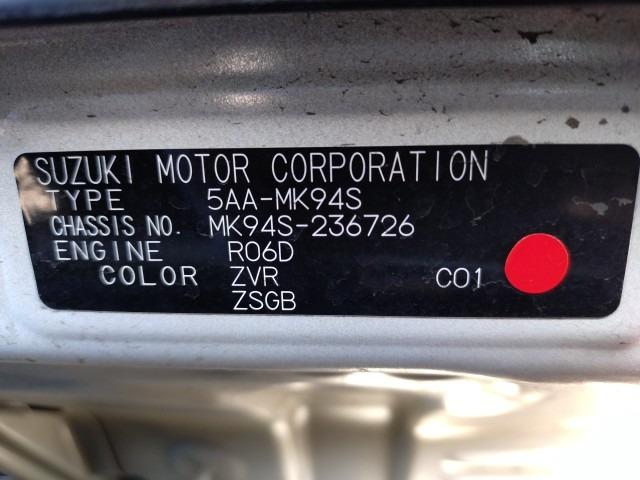 SUZUKI MOTOR CORPORATION
TYPE 5AA-MK94S
CHASSIS NO. MK94S-236726
ENGINE R06D
COLOR ZVR C01
ZSGB